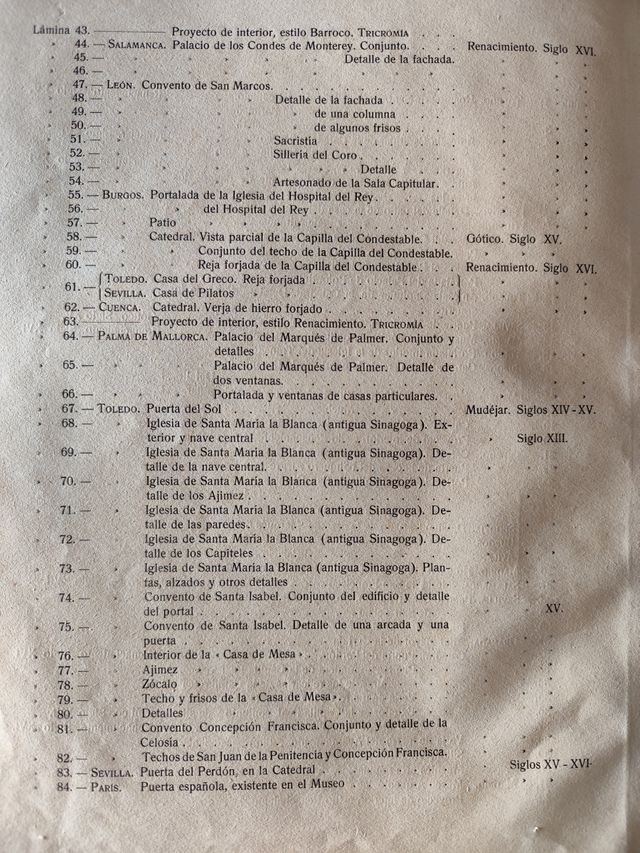 Lámina 43. — Proyecto de interior, estilo Barroco. TRICROMIA . . .
» 44. — SALAMANCA. Palacio de los Condes de Monterey. Conjunto. Renacimiento. Siglo XVI.
» 45. — » » Detalle de la fachada. » »
» 46. — » » » » » » »
» 47. — LEÓN. Convento de San Marcos. » »
» 48. — » » Detalle de la fachada » »
» 49. — » » » de una columna » »
» 50. — » » » de algunos frisos . » »
» 51. — » » Sacristía » »
» 52. — » » Sillería del Coro . » »
» 53. — » » » » » Detalle » »
» 54. — » » Artesonado de la Sala Capitular. » »
» 55. — BURGOS. Portalada de la Iglesia del Hospital del Rey. » »
» 56. — » » del Hospital del Rey » »
» 57. — » Patio » » »
» 58. — » Catedral. Vista parcial de la Capilla del Condestable. Gótico. Siglo XV.
» 59. — » » Conjunto del techo de la Capilla del Condestable. » »
» 60. — » » Reja forjada de la Capilla del Condestable. Renacimiento. Siglo XVI.
» 61. — { TOLEDO. Casa del Greco. Reja forjada
{ SEVILLA. Casa de Pilatos » »
» 62. — CUENCA. Catedral. Verja de hierro forjado » »
» 63. — Proyecto de interior, estilo Renacimiento. TRICROMÍA . .
» 64. — PALMA DE MALLORCA. Palacio del Marqués de Palmer. Conjunto y
detalles » »
» 65. — » Palacio del Marqués de Palmer. Detalle de
dos ventanas. » »
» 66. — » Portalada y ventanas de casas particulares. » »
» 67. — TOLEDO. Puerta del Sol Mudéjar. Siglos XIV-XV.
» 68. — » Iglesia de Santa María la Blanca (antigua Sinagoga). Ex-
terior y nave central » Siglo XIII.
» 69. — » Iglesia de Santa María la Blanca (antigua Sinagoga). De-
talle de la nave central. » » »
» 70. — » Iglesia de Santa María la Blanca (antigua Sinagoga). De-
talle de los Ajimez » » »
» 71. — » Iglesia de Santa María la Blanca (antigua Sinagoga). De-
talle de las paredes. » » »
» 72. — » Iglesia de Santa María la Blanca (antigua Sinagoga). De-
talle de los Capiteles » » »
» 73. — » Iglesia de Santa María la Blanca (antigua Sinagoga). Plan-
tas, alzados y otros detalles » » »
» 74. — » Convento de Santa Isabel. Conjunto del edificio y detalle
del portal » » XV.
» 75. — » Convento de Santa Isabel. Detalle de una arcada y una
puerta » » »
» 76. — » Interior de la «Casa de Mesa» » » »
» 77. — » Ajimez » » » » » » »
» 78. — » Zócalo » » » » » » »
» 79. — » Techo y frisos de la «Casa de Mesa». » » »
» 80. — » Detalles » » » » » » »
» 81. — » Convento Concepción Francisca. Conjunto y detalle de la
Celosía » » »
» 82. — » Techos de San Juan de la Penitencia y Concepción Francisca. » » »
» 83. — SEVILLA. Puerta del Perdón, en la Catedral » Siglos XV-XVI.
» 84. — PARÍS. Puerta española, existente en el Museo » » »